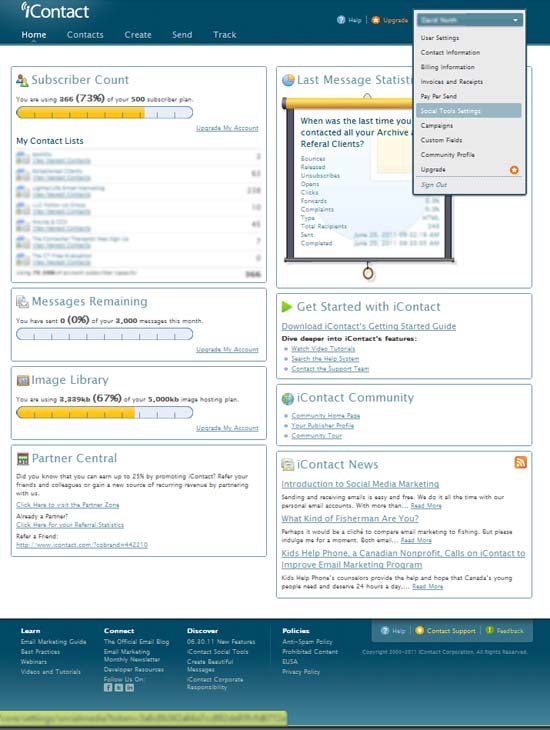 iContact
Help | Upgrade
Home Contacts Create Send Track
User Settings
Contact Information
Billing Information
Invoices and Receipts
Pay Per Send
Social Tools Settings
Campaigns
Custom Fields
Community Profile
Upgrade
Sign Out
Subscriber Count
You are using 366 (73%) of your 500 subscriber plan.
Upgrade My Account
My Contact Lists
Messages Remaining
You have sent 0 (0%) of your 3,000 messages this month.
Upgrade My Account
Image Library
You are using 3,339kb (67%) of your 5,000kb image hosting plan.
Upgrade My Account
Partner Central
Did you know that you can earn up to 25% by promoting iContact? Refer your
friends and colleagues or gain a new source of recurring revenue by partnering
with us.
Click Here to visit the Partner Zone
Already a Partner?
Click Here for your Referral Statistics
Refer a Friend:
http://www.icontact.com/?cobrand=442210
Last Message Statisti
When was the last time you
contacted all your Archive
Referal Clients?
Bounces
Released
Unsubscribes
Opens
Clicks
Forwards
Complaints
Type
Total Recipients
Sent
Completed
Get Started with iContact
Download iContact's Getting Started Guide
Dive deeper into iContact's features:
Watch Video Tutorials
Search the Help System
Contact the Support Team
iContact Community
Community Home Page
Your Publisher Profile
Community Tour
iContact News
Introduction to Social Media Marketing
Sending and receiving emails is easy and free. We do it all the time with our
personal email accounts. With more than... Read More
What Kind of Fisherman Are You?
Perhaps it would be a cliché to compare email marketing to fishing. But please
indulge me for a moment. Both email... Read More
Kids Help Phone, a Canadian Nonprofit, Calls on iContact to
Improve Email Marketing Program
Kids Help Phone's counselors provide the help and hope that Canada's young
people need and deserve 24 hours a day,... Read More
Learn
Email Marketing Guide
Best Practices
Webinars
Videos and Tutorials
Connect
The Official Email Blog
Email Marketing
Monthly Newsletter
Developer Resources
Follow Us On:
Discover
06.30.11 New Features
iContact Social Tools
Create Beautiful
Messages
iContact Corporate
Responsibility
Policies
Anti-Spam Policy
Prohibited Content
EUSA
Privacy Policy
Help | Contact Support | Feedback
Copyright 2003-2011 iContact Corporation. All Rights Reserved.